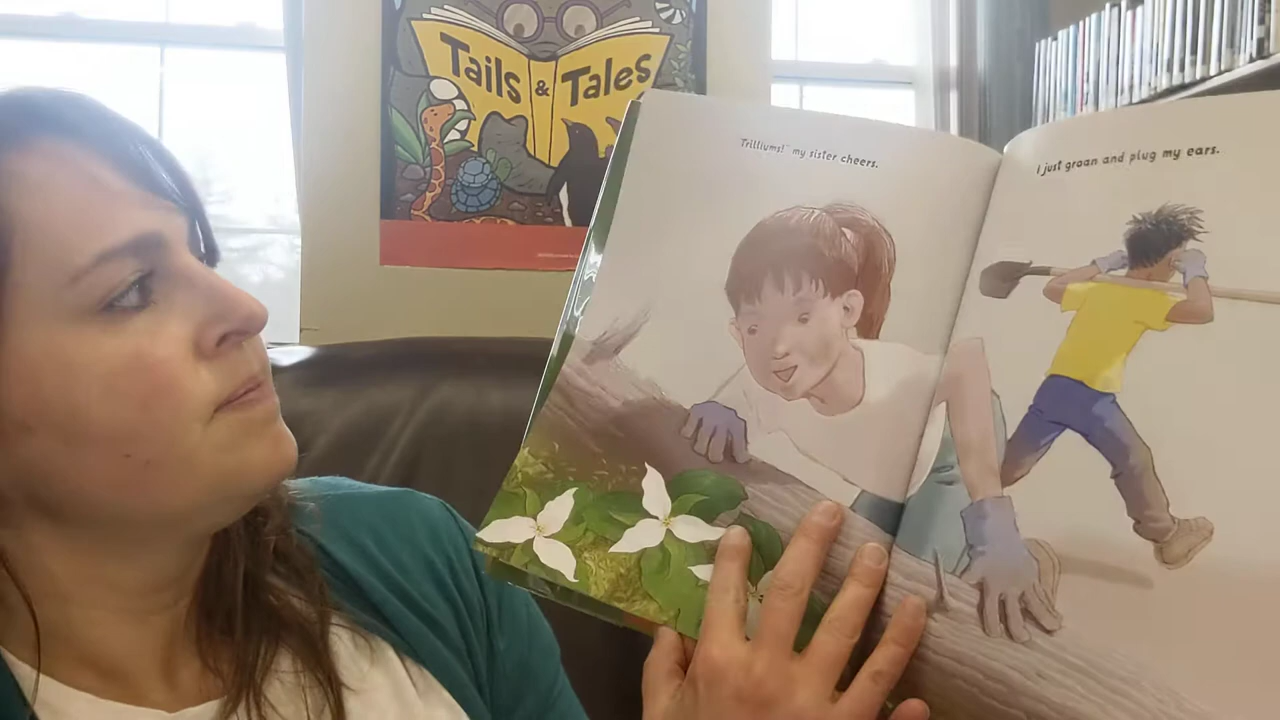 Tails & Tales
Trilliums!" my sister cheers.
I just groan and plug my ears.